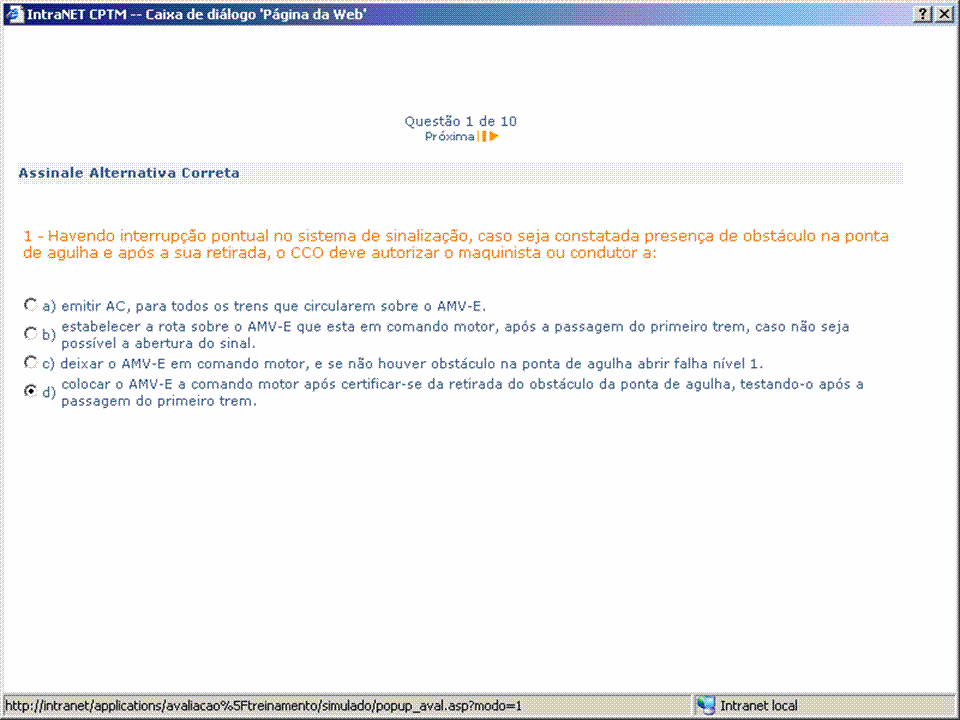 IntraNET CPTM -- Caixa de diálogo 'Página da Web'
Questão 1 de 10
Próxima
Assinale Alternativa Correta
1 - Havendo interrupção pontual no sistema de sinalização, caso seja constatada presença de obstáculo na ponta
de agulha e após a sua retirada, o CCO deve autorizar o maquinista ou condutor a:
a) emitir AC, para todos os trens que circularem sobre o AMV-E.
b) estabelecer a rota sobre o AMV-E que esta em comando motor, após a passagem do primeiro trem, caso não seja
possível a abertura do sinal.
c) deixar o AMV-E em comando motor, e se não houver obstáculo na ponta de agulha abrir falha nível 1.
d) colocar o AMV-E a comando motor após certificar-se da retirada do obstáculo da ponta de agulha, testando-o após a
passagem do primeiro trem.
http://intranet/applications/avaliacao%5Ftreinamento/simulado/popup_aval.asp?modo=1
Intranet local